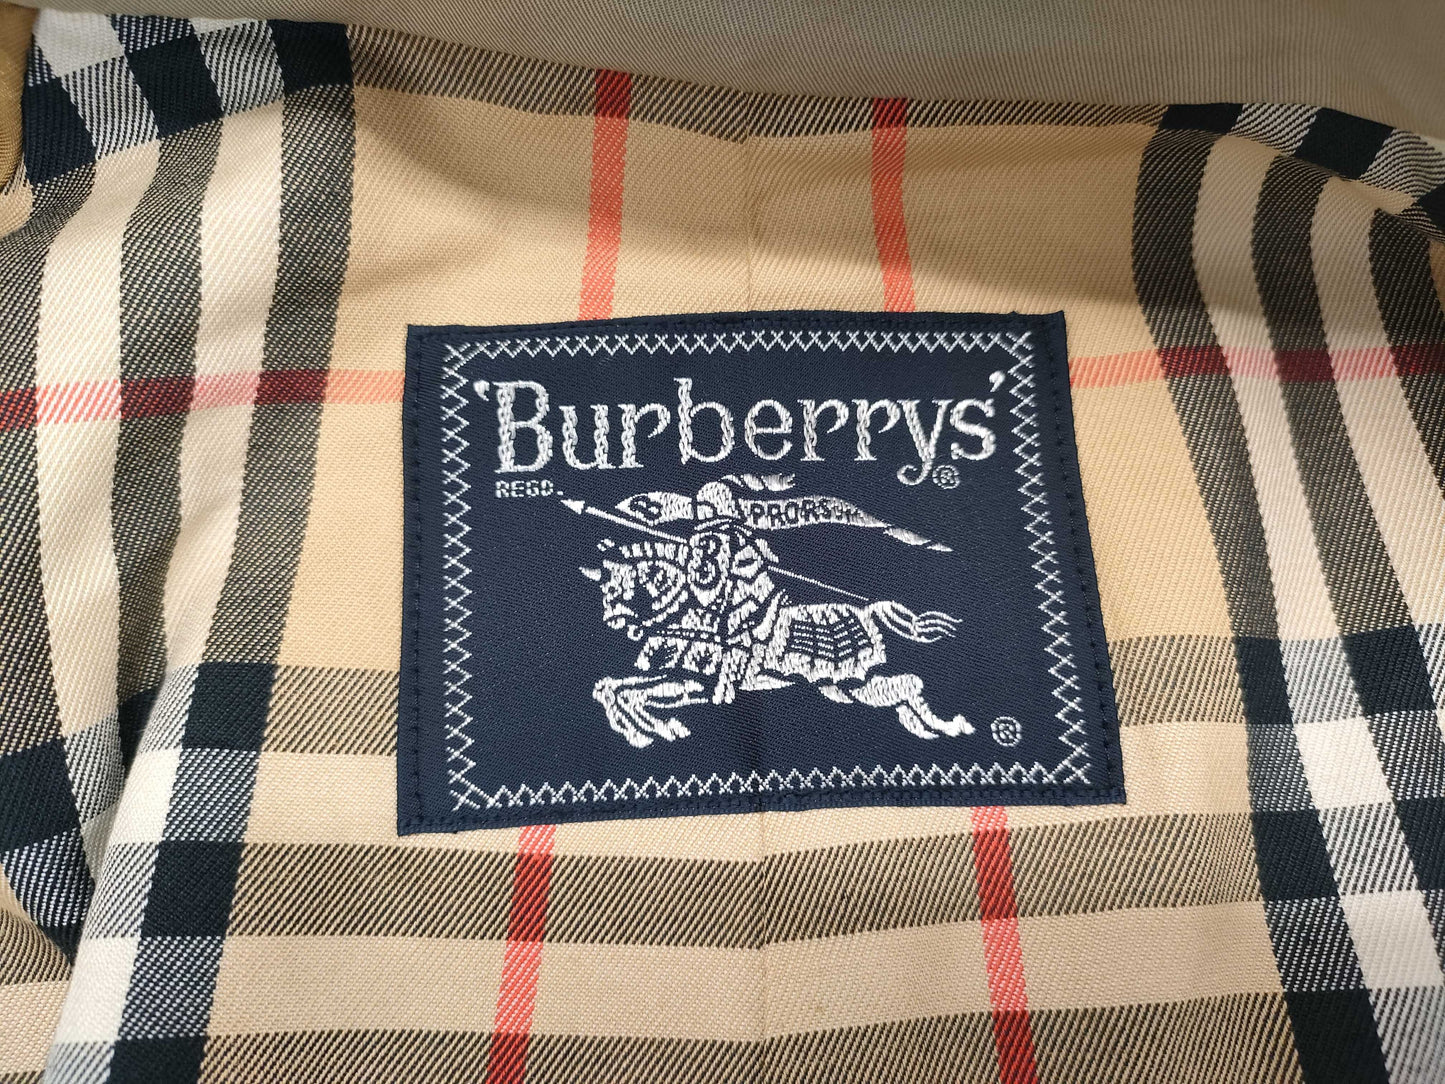 'Burberrys'
®
REGD.
B PRORSUM
®